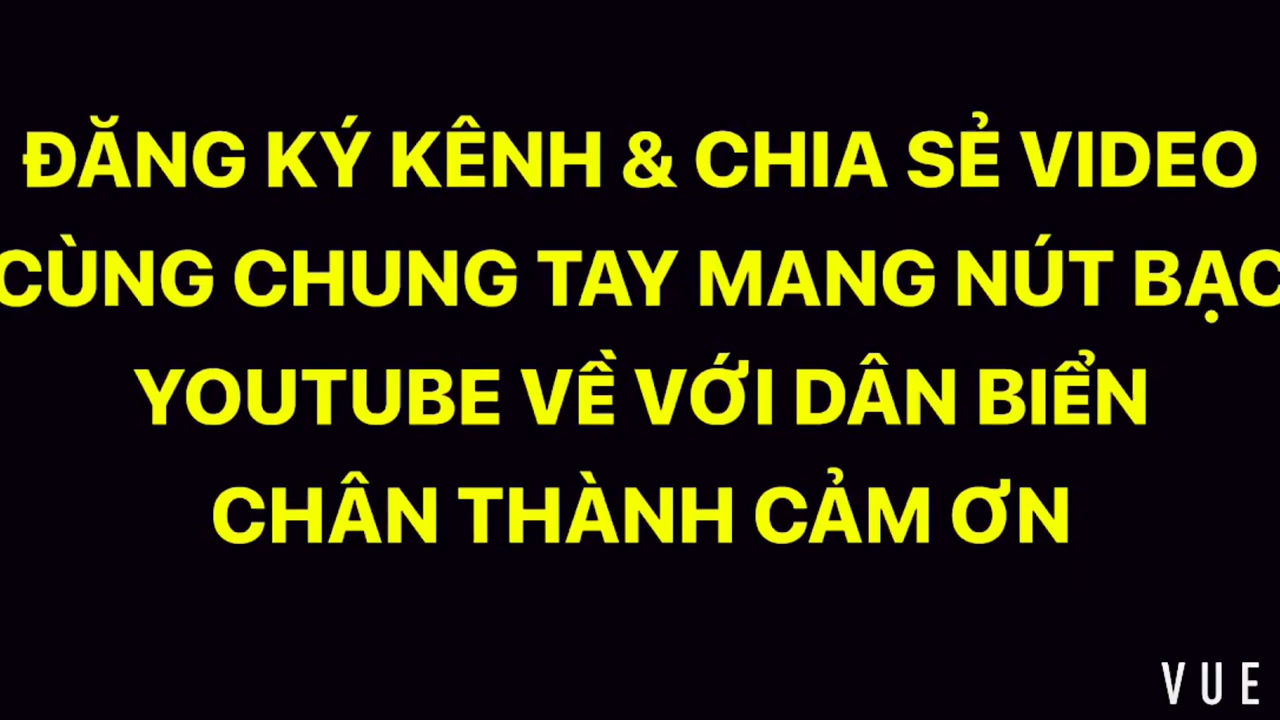 ĐĂNG KÝ KÊNH & CHIA SẺ VIDEO
CÙNG CHUNG TAY MANG NÚT BẠC
YOUTUBE VỀ VỚI DÂN BIỂN
CHÂN THÀNH CẢM ƠN
VUE